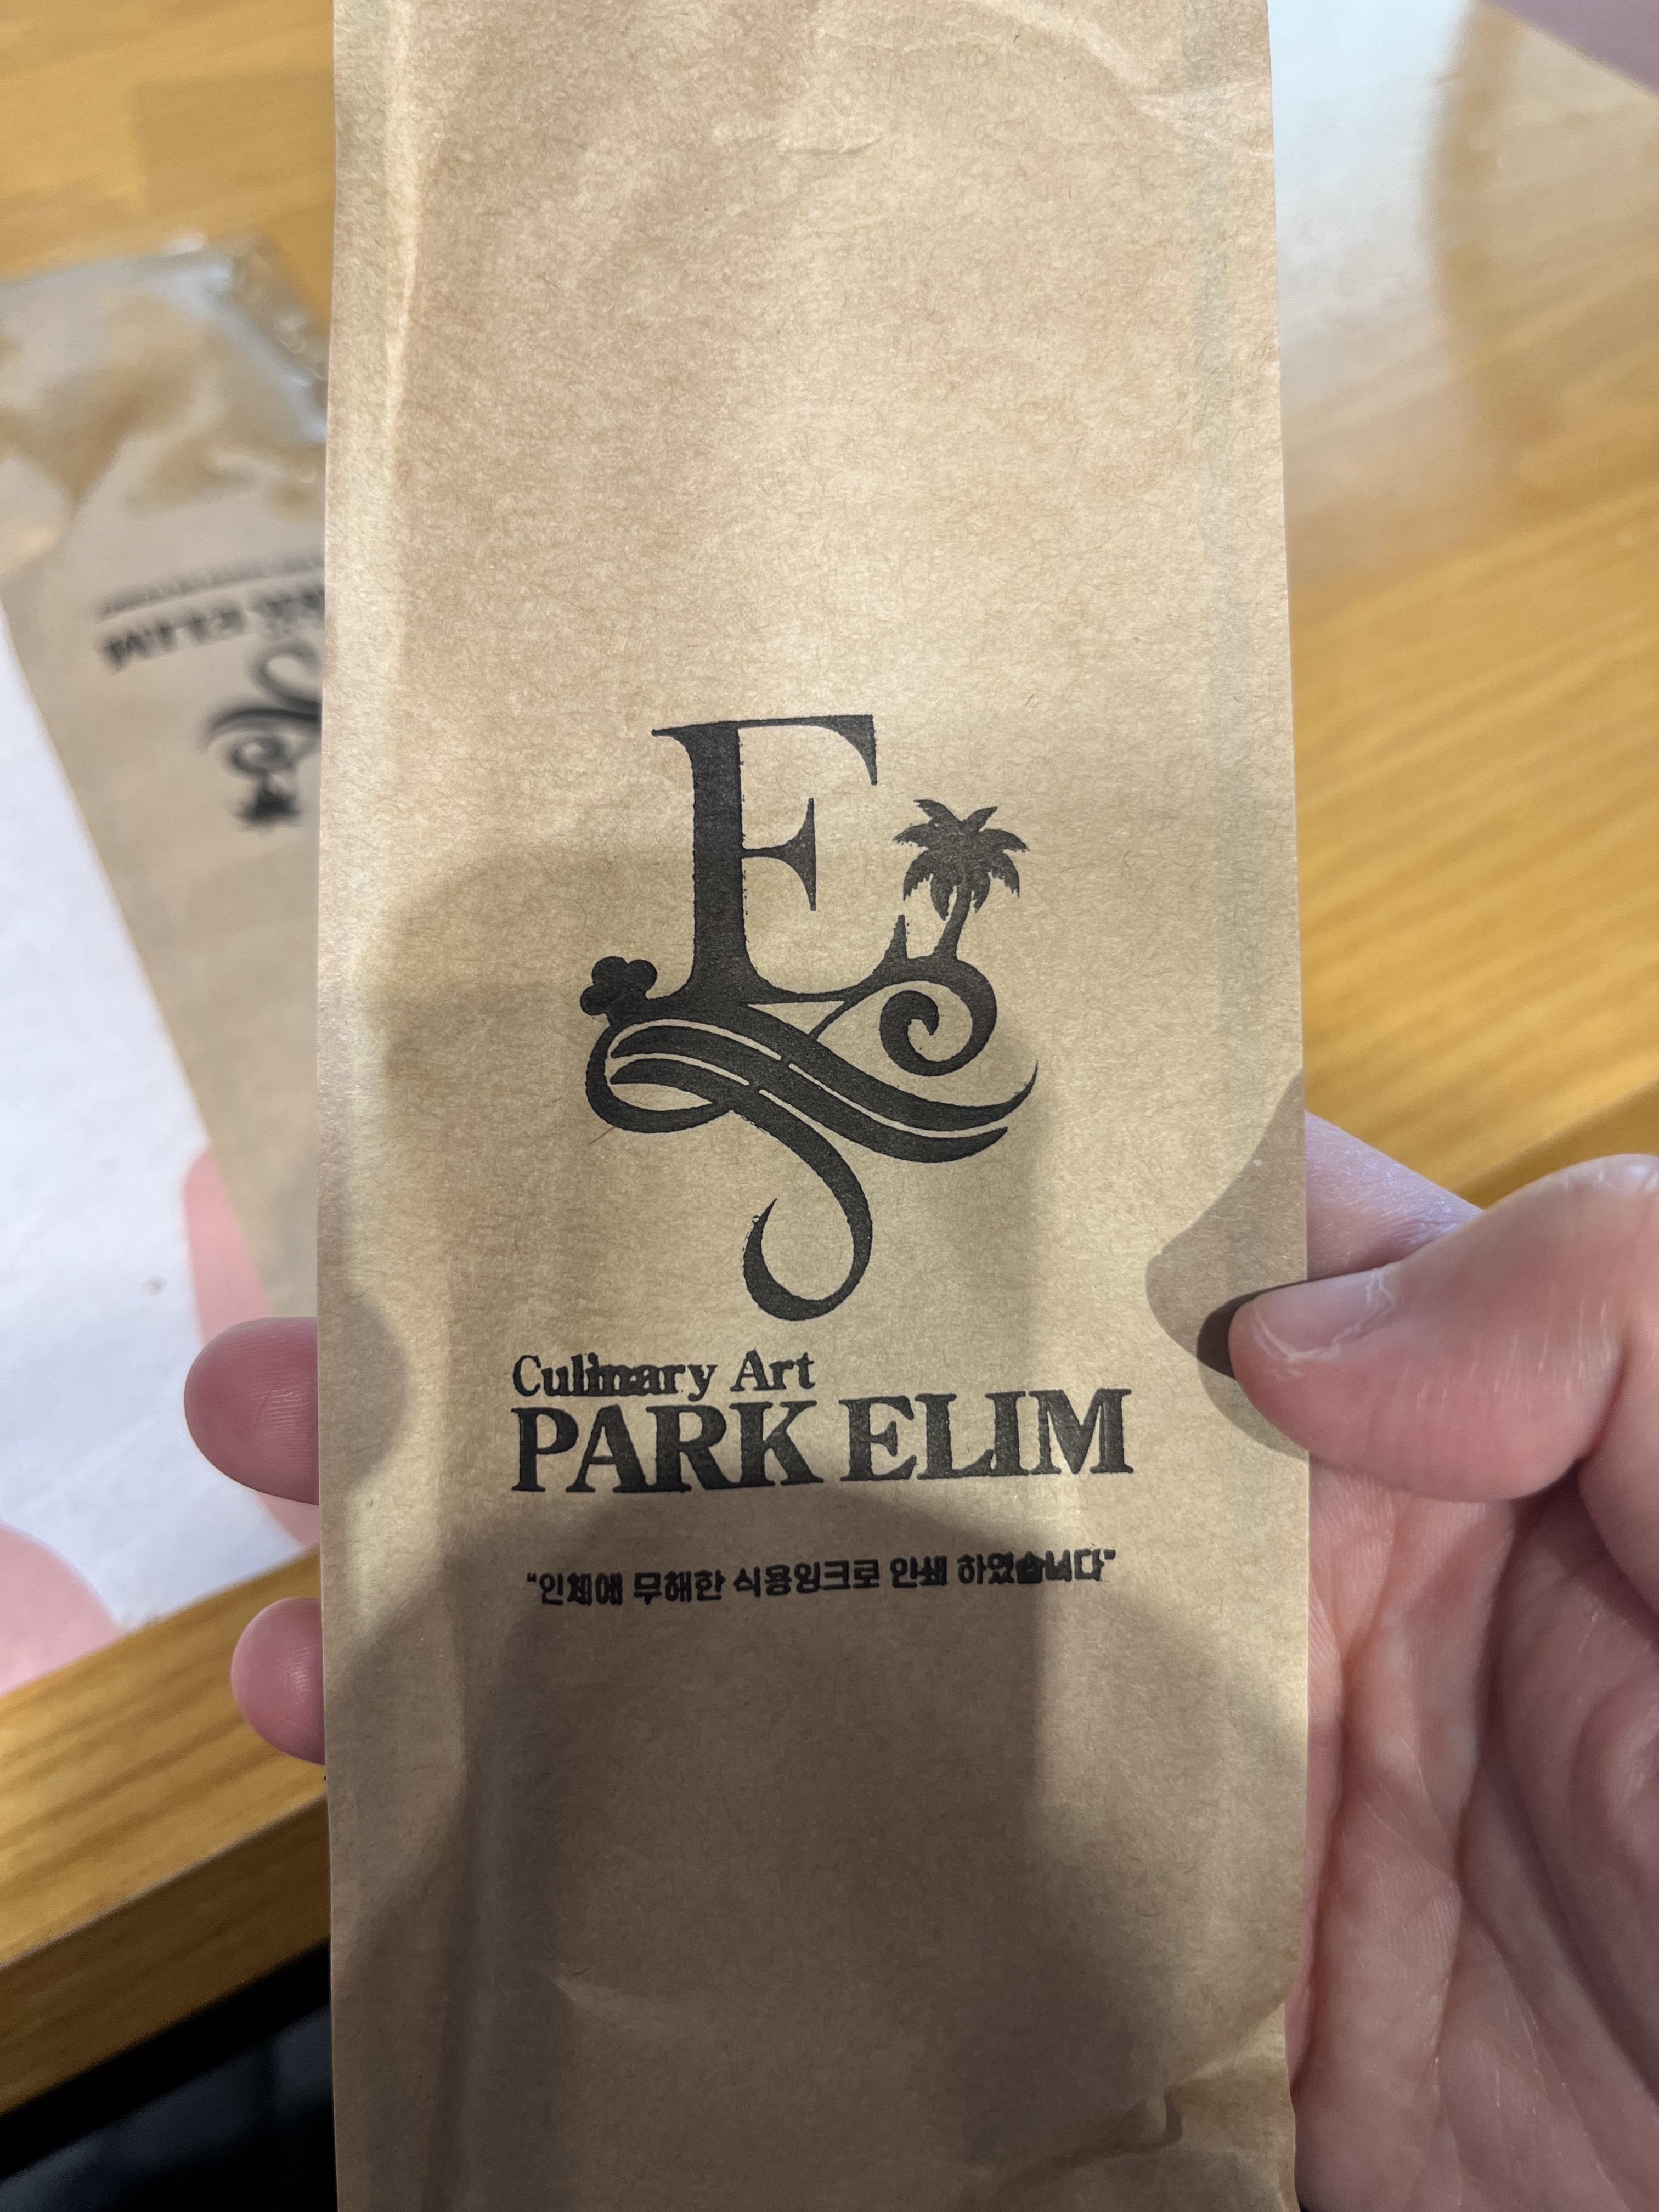 E
Culinary Art
PARK ELIM
“인체에 무해한 식용잉크로 인쇄 하였습니다”
ELIM